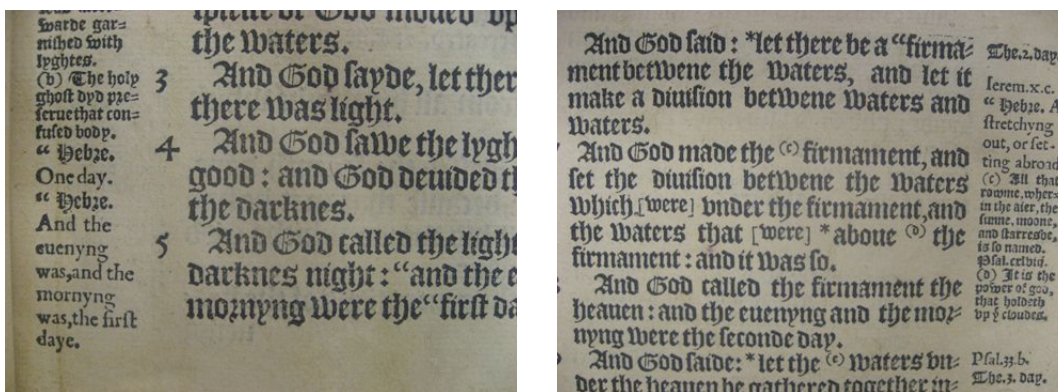 warde gar=
niſhed with
lyghtes.
(b) The holy
ghoſt dyd pre=
ſerue that con=
fuſed body.
“ Hebre.
One day.
“ Hebre.
And the
euenyng
was,and the
mornyng
was,the firſt
daye.
ſpirite of God moued vp
the waters.
3 And God ſayde, let ther
there was light.
4 And God ſawe the lygh
good : and God deuided th
the darknes.
5 And God called the light
darknes night : “and the e
mornyng were the “firſt da
And God ſaid : *let there be a “firma=
ment betwene the waters, and let it
make a diuiſion betwene waters and
waters.
And God made the (c) firmament, and
ſet the diuiſion betwene the waters
which [were] vnder the firmament,and
the waters that [were] * aboue (d) the
firmament : and it was ſo.
And God called the firmament the
heauen : and the euenyng and the mor=
nyng were the ſeconde day.
And God ſaide: * let the (e) waters vn=
der the heauen be gathered together in=
The.2.day.
Ierem.x.c.
“ Hebre. A
ſtretchyng
out, or ſet-
ting abroad
(c) All that
rowme, wher=
in the aier, the
ſunne, moone,
and ſtarres be,
is ſo named.
Pſal.cxlviii.
(d) It is the
power of god,
that holdeth
vp ẏ cloudes.
Pſal.33.b.
The.3. day.